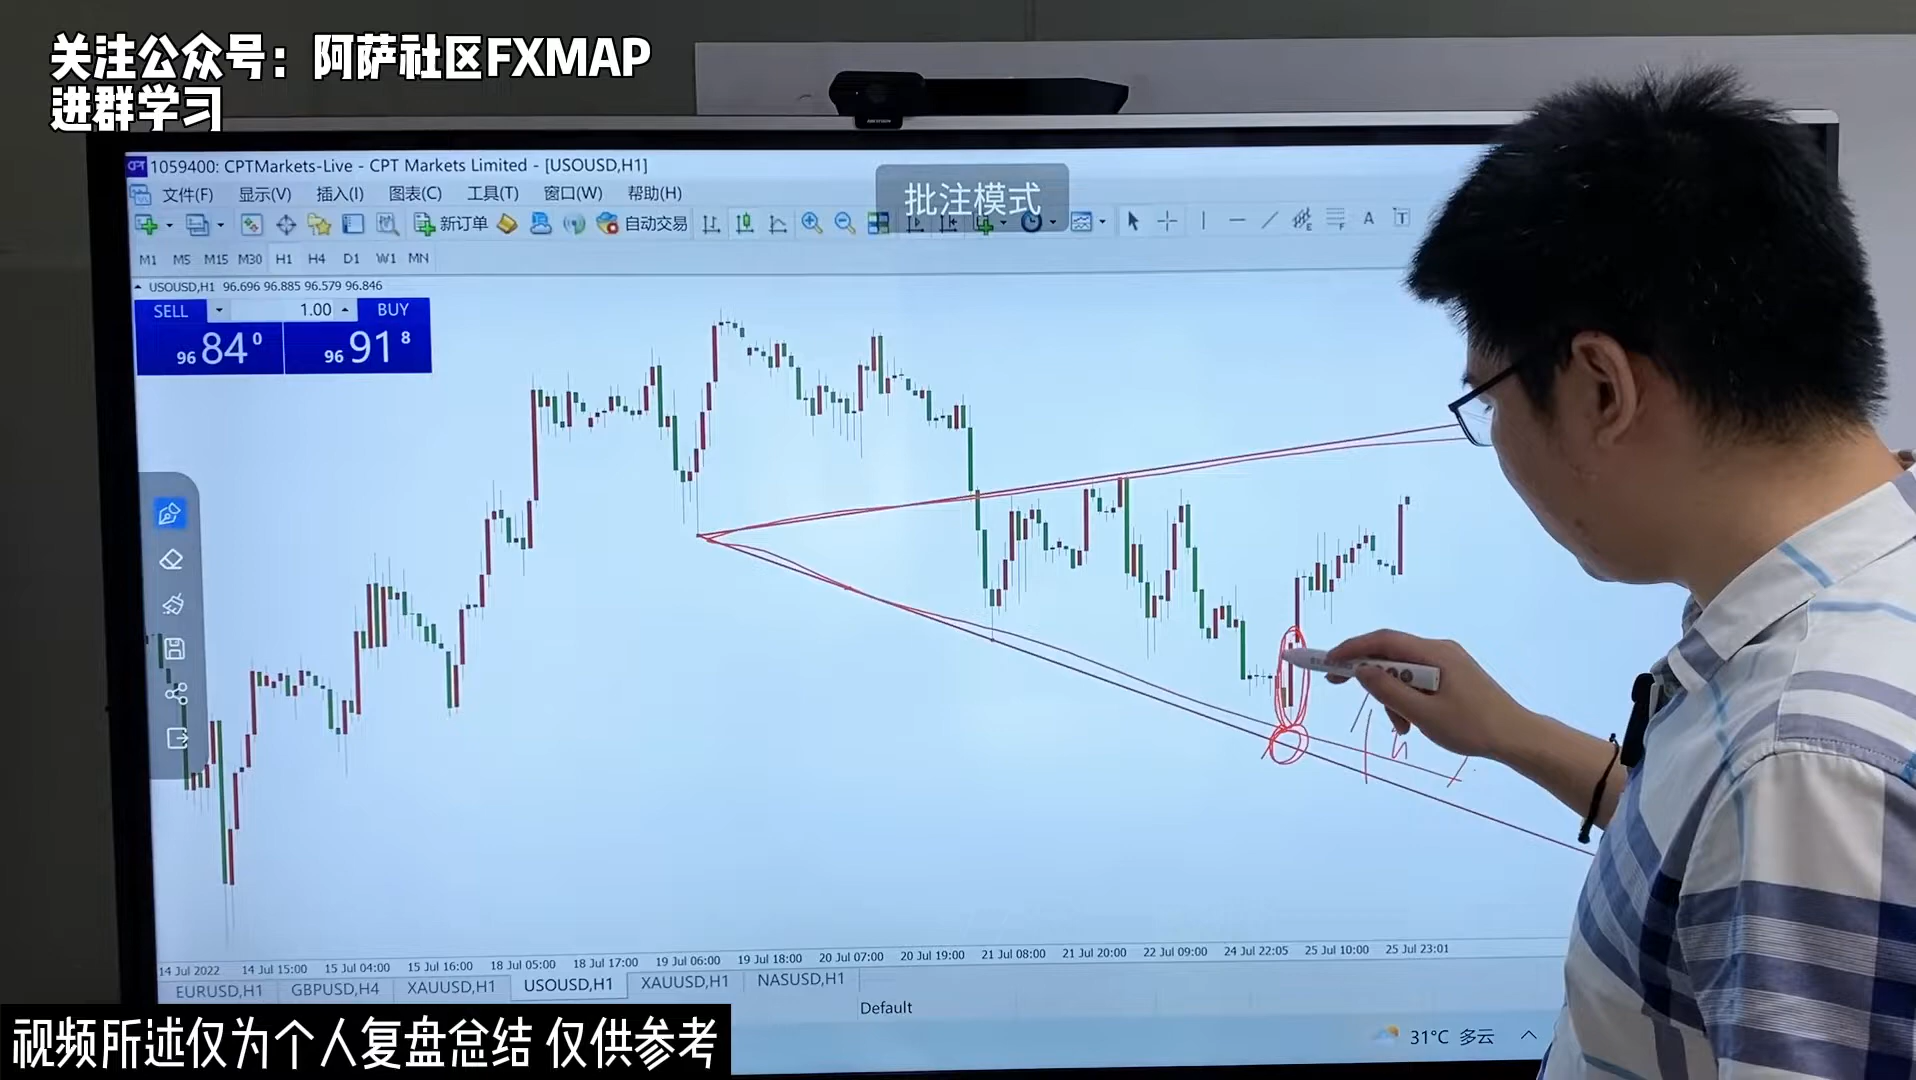 关注公众号：阿萨社区FXMAP
进群学习
1059400: CPTMarkets-Live - CPT Markets Limited - [USOUSD,H1]
批注模式
文件(F) 显示(V) 插入(I) 图表(C) 工具(T) 窗口(W) 帮助(H)
新订单 自动交易
M1 M5 M15 M30 H1 H4 D1 W1 MN
USOUSD,H1 96.696 96.885 96.579 96.846
SELL 1.00 BUY
96 84 0 96 91 8
14 Jul 2022 14 Jul 15:00 15 Jul 04:00 15 Jul 16:00 18 Jul 05:00 18 Jul 17:00 19 Jul 06:00 19 Jul 18:00 20 Jul 07:00 20 Jul 19:00 21 Jul 08:00 21 Jul 20:00 22 Jul 09:00 24 Jul 22:05 25 Jul 10:00 25 Jul 23:01
EURUSD,H1 GBPUSD,H4 XAUUSD,H1 USOUSD,H1 XAUUSD,H1 NASUSD,H1
Default
31°C 多云
视频所述仅为个人复盘总结 仅供参考